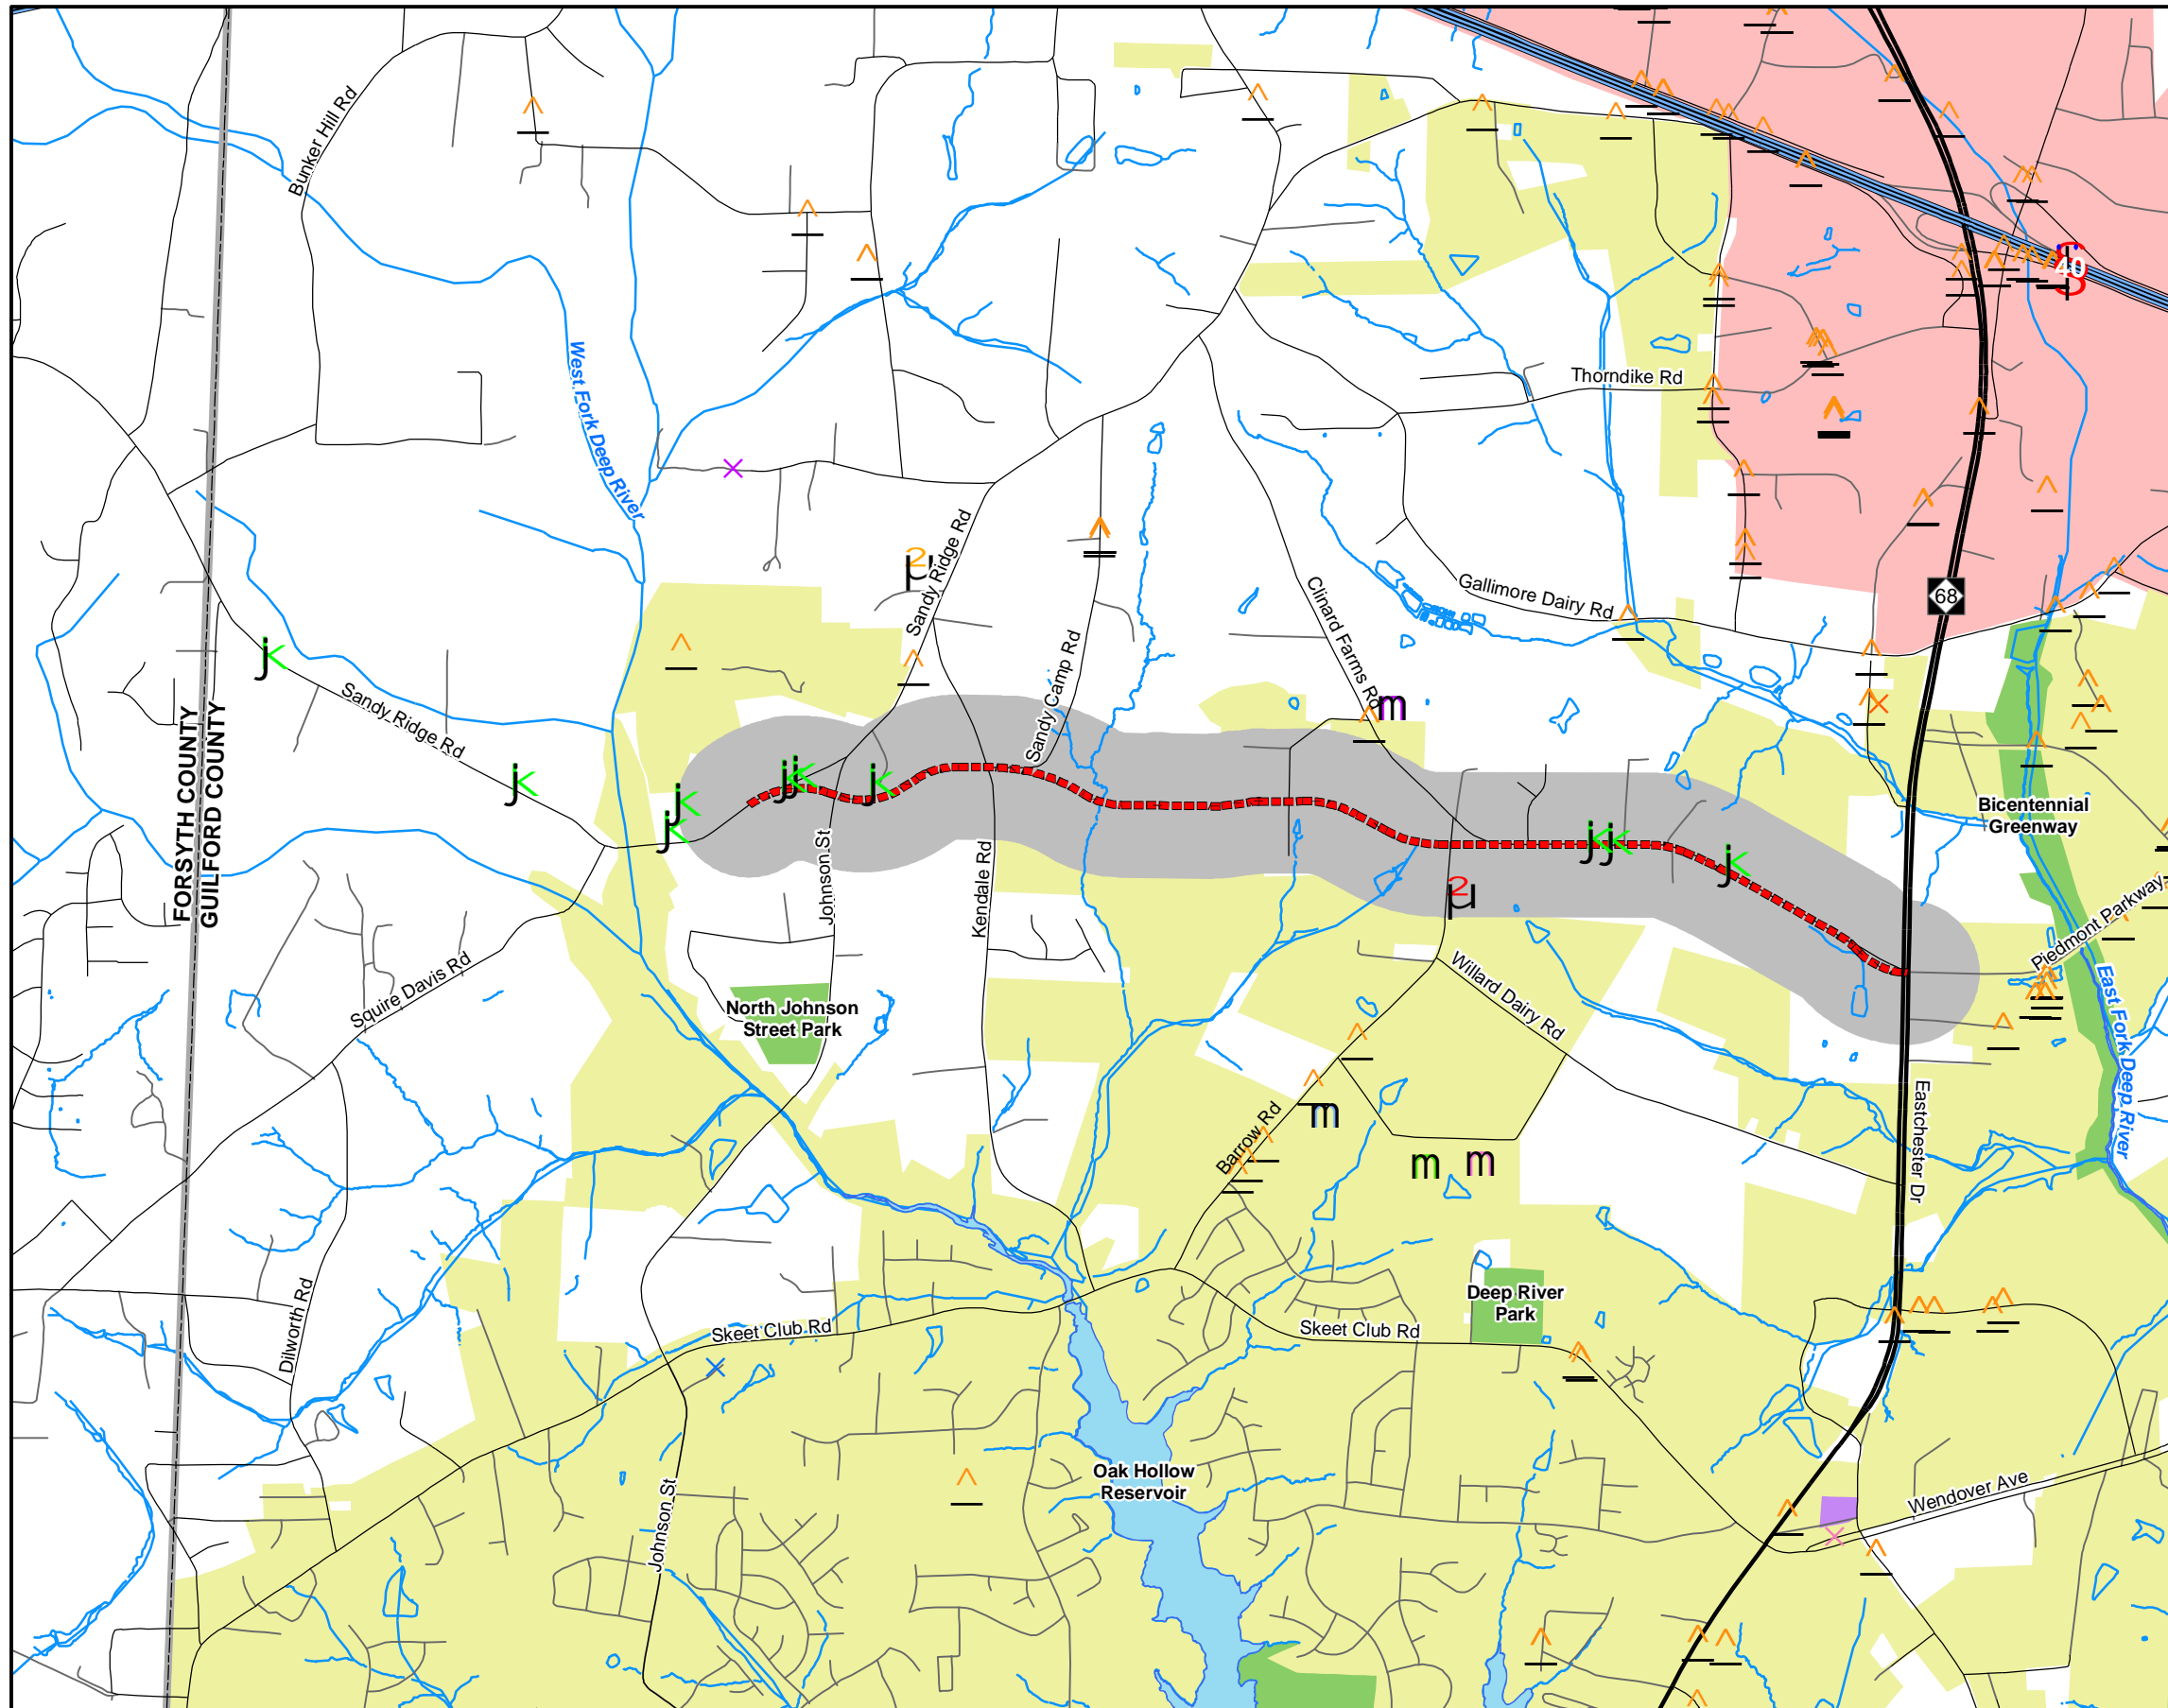 Bunker Hill Rd
West Fork Deep River
40
Thorndike Rd
Sandy Ridge Rd
2
µ
Gallimore Dairy Rd
68
Clinard Farms Rd
Sandy Camp Rd
j
Sandy Ridge Rd
m
FORSYTH COUNTY
GUILFORD COUNTY
j
j
j
j
j
j
Bicentennial
Greenway
j
j
j
Johnson St
Kendale Rd
2
µ
Piedmont Parkway
Squire Davis Rd
Willard Dairy Rd
East Fork Deep River
North Johnson
Street Park
Eastchester Dr
Barrow Rd
m
m
m
Dilworth Rd
Deep River
Park
Skeet Club Rd
Skeet Club Rd
Oak Hollow
Reservoir
Wendover Ave
Johnson St